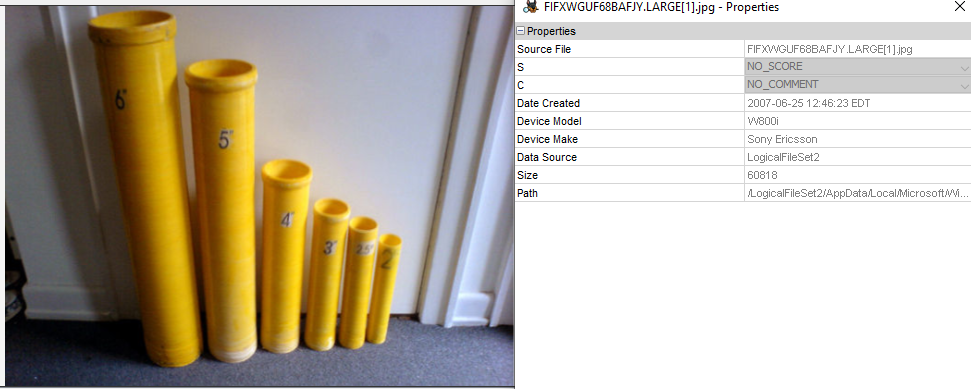 FIFXWGUF68BAFJY.LARGE[1].jpg - Properties
Properties
Source File FIFXWGUF68BAFJY.LARGE[1].jpg
S NO_SCORE
C NO_COMMENT
Date Created 2007-06-25 12:46:23 EDT
Device Model W800i
Device Make Sony Ericsson
Data Source LogicalFileSet2
Size 60818
Path /LogicalFileSet2/AppData/Local/Microsoft/Wi...
6"
5"
4"
3"
2.5"
2"